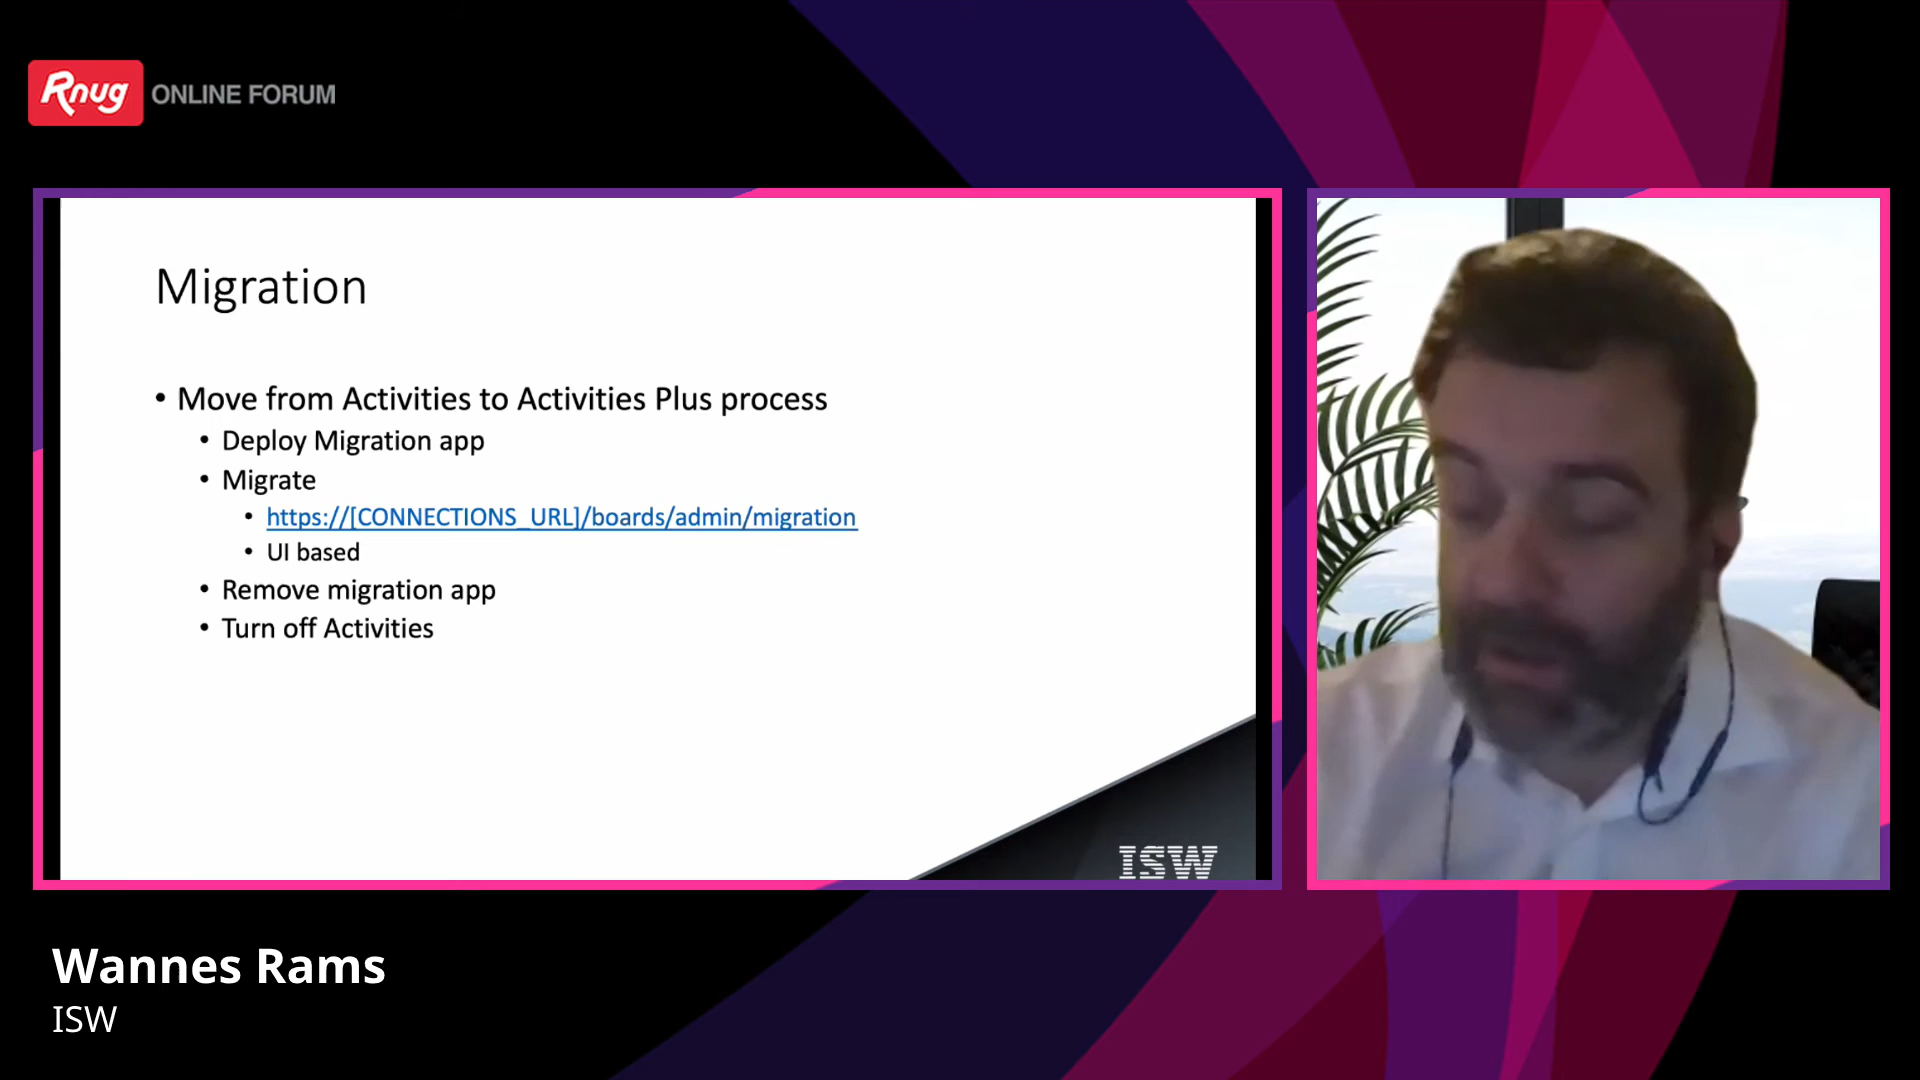 Rnug ONLINE FORUM
Migration
• Move from Activities to Activities Plus process
• Deploy Migration app
• Migrate
• https://[CONNECTIONS_URL]/boards/admin/migration
• UI based
• Remove migration app
• Turn off Activities
ISW
Wannes Rams
ISW